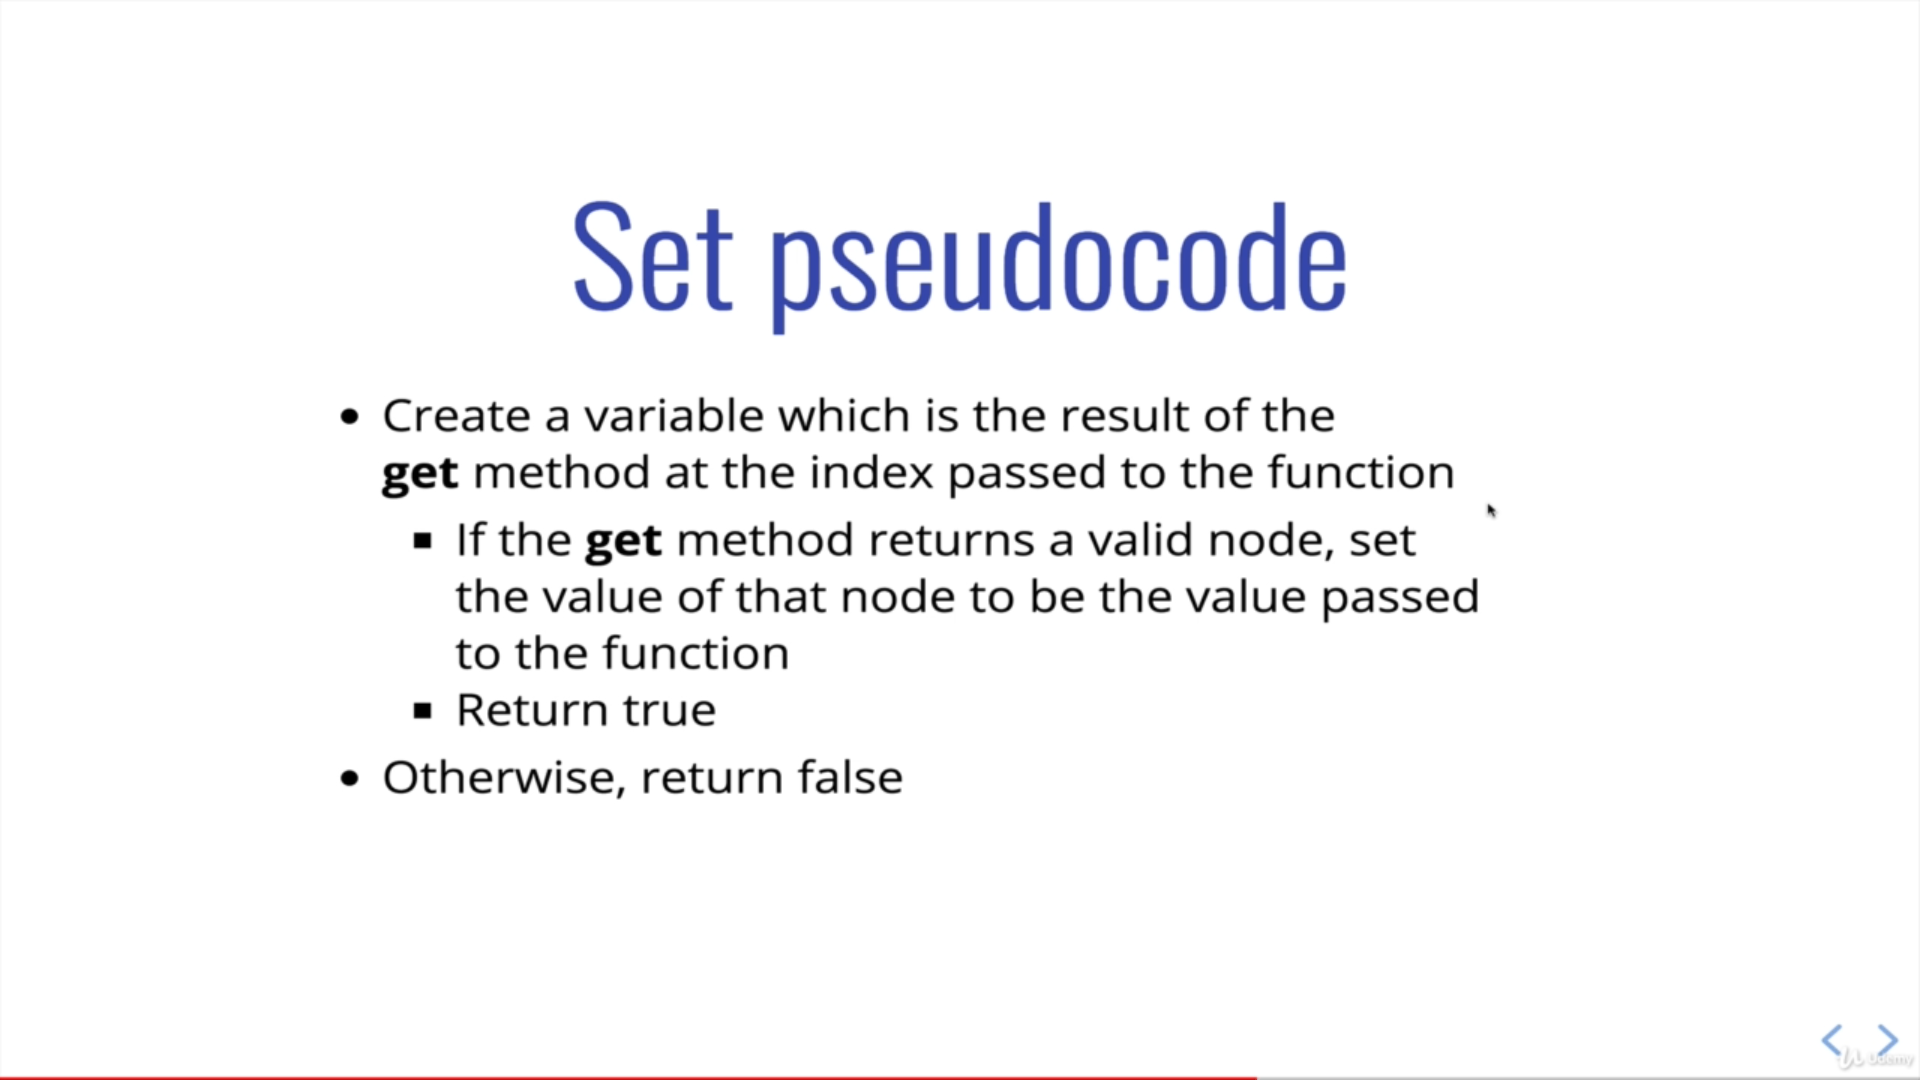 Set pseudocode
Create a variable which is the result of the
get method at the index passed to the function
If the get method returns a valid node, set
the value of that node to be the value passed
to the function
Return true
Otherwise, return false
Udemy